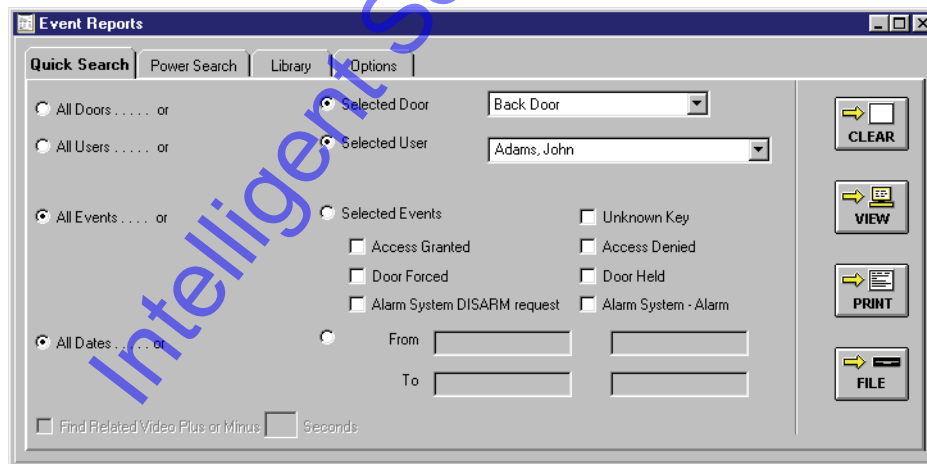 Event Reports
Quick Search Power Search Library Options
All Doors . . . . . or Selected Door Back Door
All Users . . . . . or Selected User Adams, John
All Events . . . . or Selected Events Unknown Key
Access Granted Access Denied
Door Forced Door Held
Alarm System DISARM request Alarm System - Alarm
All Dates . . . . . or From
To
Find Related Video Plus or Minus Seconds
CLEAR
VIEW
PRINT
FILE
Intelligent